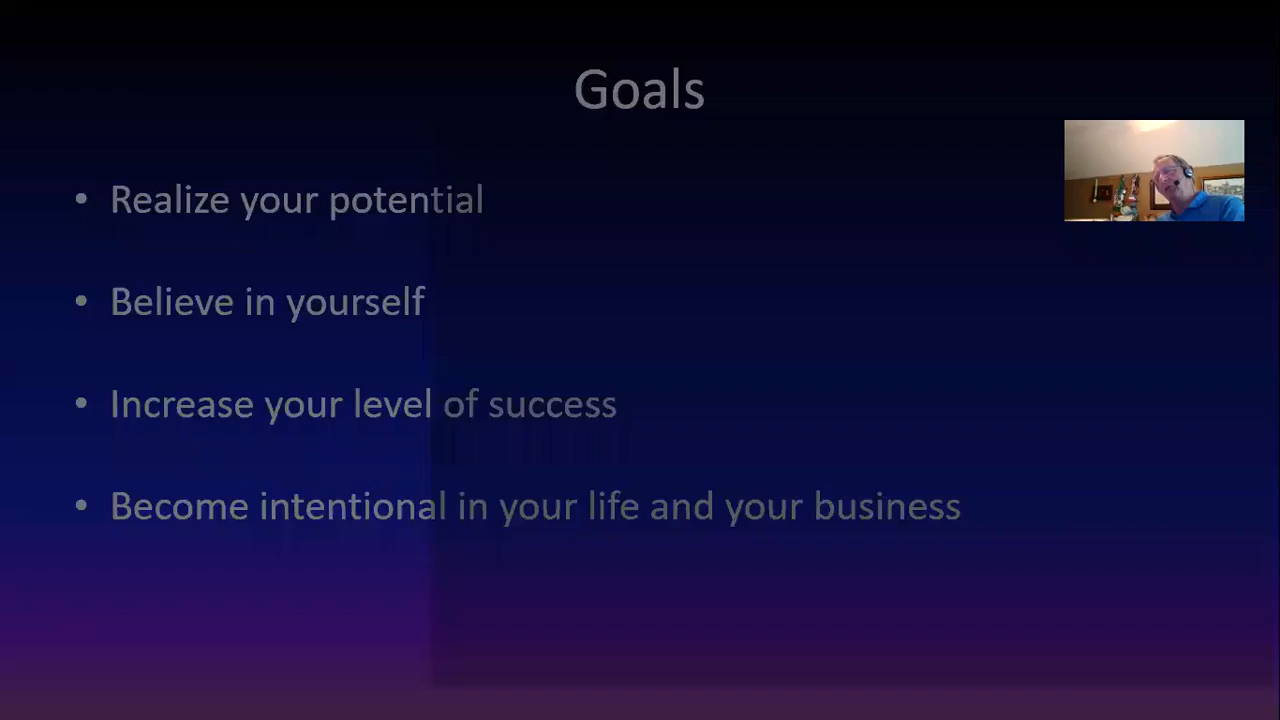 Goals
• Realize your potential
• Believe in yourself
• Increase your level of success
• Become intentional in your life and your business